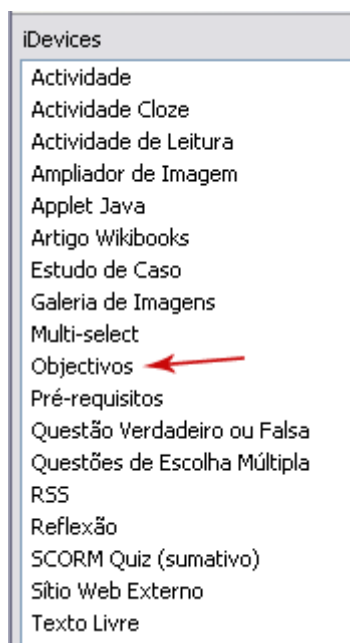 iDevices
Actividade
Actividade Cloze
Actividade de Leitura
Ampliador de Imagem
Applet Java
Artigo Wikibooks
Estudo de Caso
Galeria de Imagens
Multi-select
Objectivos
Pré-requisitos
Questão Verdadeiro ou Falsa
Questões de Escolha Múltipla
RSS
Reflexão
SCORM Quiz (sumativo)
Sítio Web Externo
Texto Livre